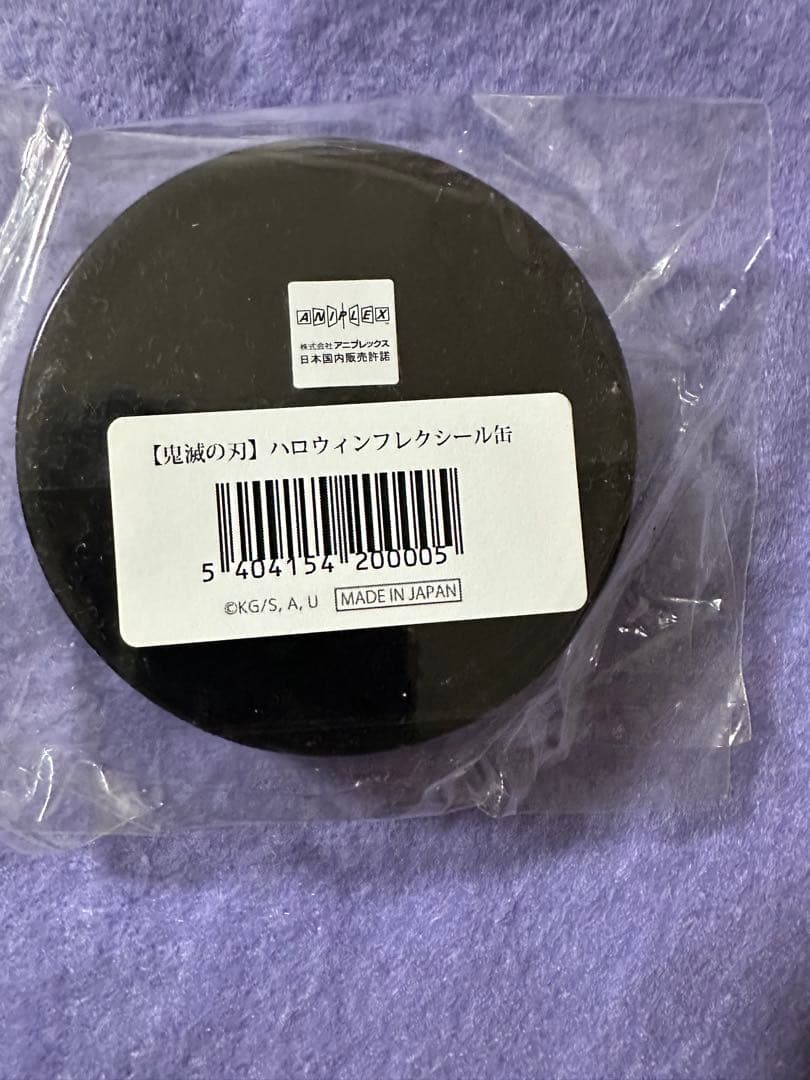 ANIPLEX
株式会社アニプレックス
日本国内販売許諾
【鬼滅の刃】ハロウィンフレクシール缶
5 404154 200005
©KG/S, A, U MADE IN JAPAN